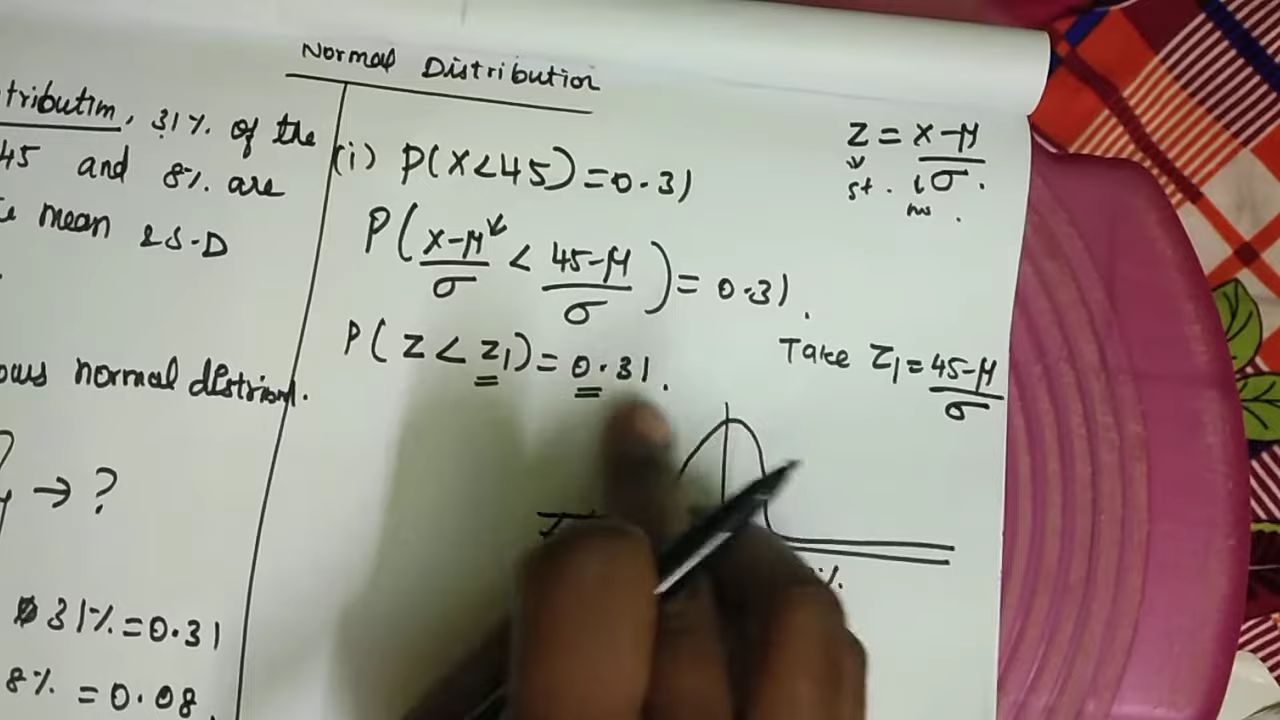 Normal Distribution
tributim, 31% of the
45 and 8% are
mean & S.D
ous normal distriend.
→ ?
31% = 0.31
8% = 0.08
(i) P(X<45)=0.31
P(X-μ/σ < 45-μ/σ) = 0.31.
P(Z < Z1) = 0.31.
Z = X-μ/σ.
st.
Take Z1 = 45-μ/σ
%.